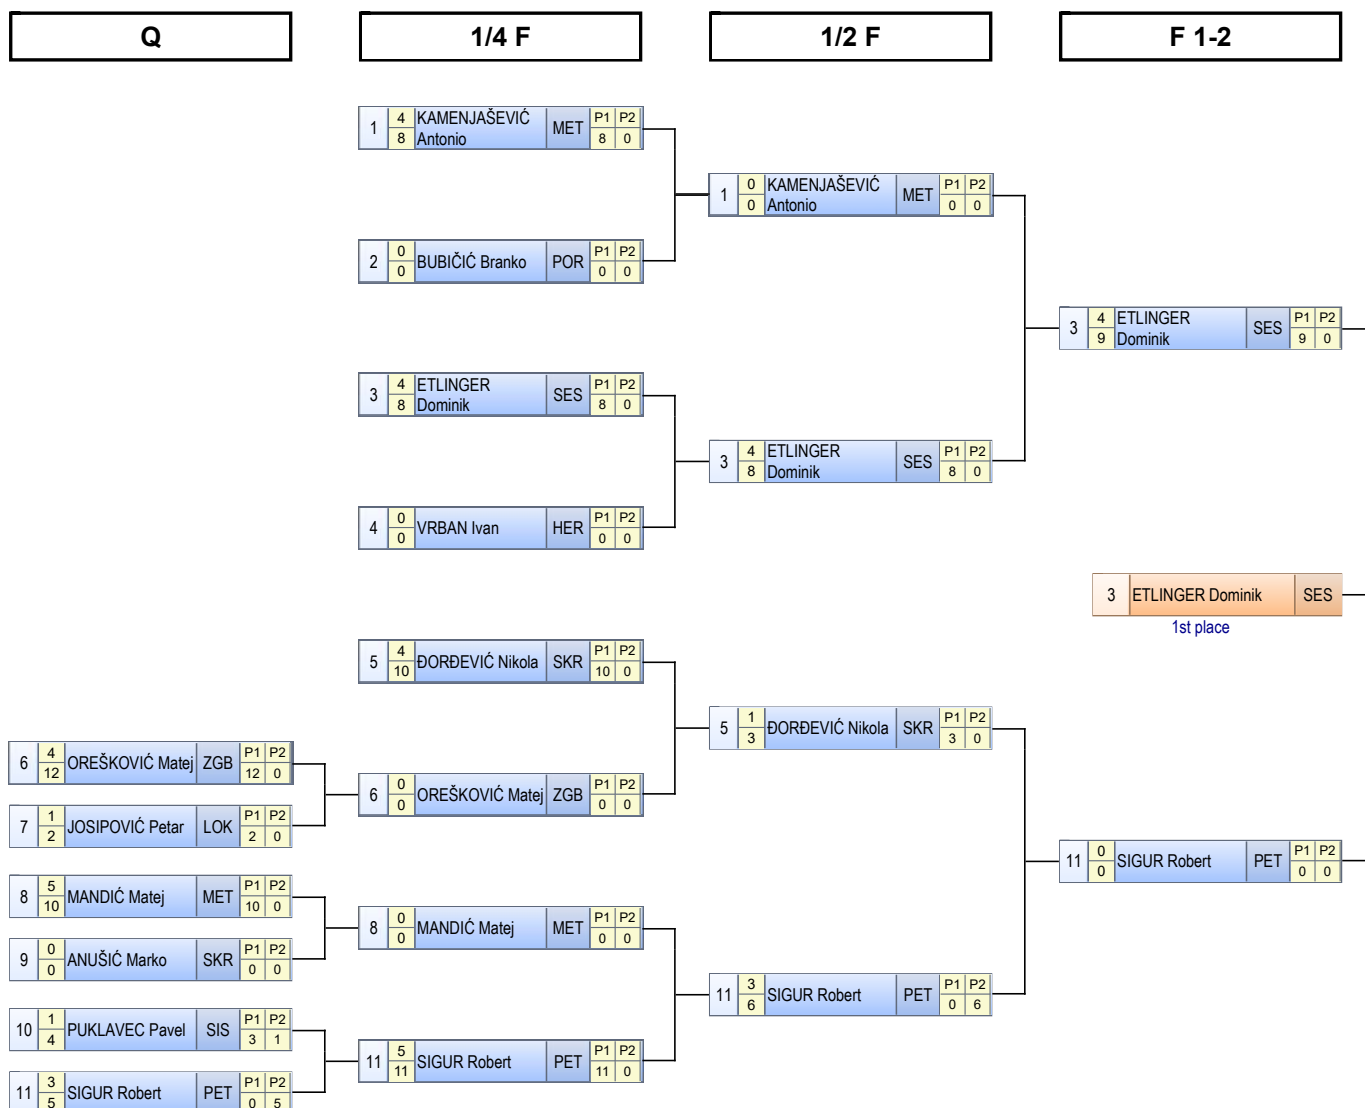 Q 1/4 F 1/2 F F 1-2
1 4 8 KAMENJAŠEVIĆ Antonio MET P1 P2 8 0
1 0 0 KAMENJAŠEVIĆ Antonio MET P1 P2 0 0
2 0 0 BUBIČIĆ Branko POR P1 P2 0 0
3 4 9 ETLINGER Dominik SES P1 P2 9 0
3 4 8 ETLINGER Dominik SES P1 P2 8 0
3 4 8 ETLINGER Dominik SES P1 P2 8 0
4 0 0 VRBAN Ivan HER P1 P2 0 0
3 ETLINGER Dominik SES
1st place
5 4 10 ĐORĐEVIĆ Nikola SKR P1 P2 10 0
5 1 3 ĐORĐEVIĆ Nikola SKR P1 P2 3 0
6 4 12 OREŠKOVIĆ Matej ZGB P1 P2 12 0
6 0 0 OREŠKOVIĆ Matej ZGB P1 P2 0 0
7 1 2 JOSIPOVIĆ Petar LOK P1 P2 2 0
11 0 0 SIGUR Robert PET P1 P2 0 0
8 5 10 MANDIĆ Matej MET P1 P2 10 0
8 0 0 MANDIĆ Matej MET P1 P2 0 0
9 0 0 ANUŠIĆ Marko SKR P1 P2 0 0
11 3 6 SIGUR Robert PET P1 P2 0 6
10 1 4 PUKLAVEC Pavel SIS P1 P2 3 1
11 5 11 SIGUR Robert PET P1 P2 11 0
11 3 5 SIGUR Robert PET P1 P2 0 5